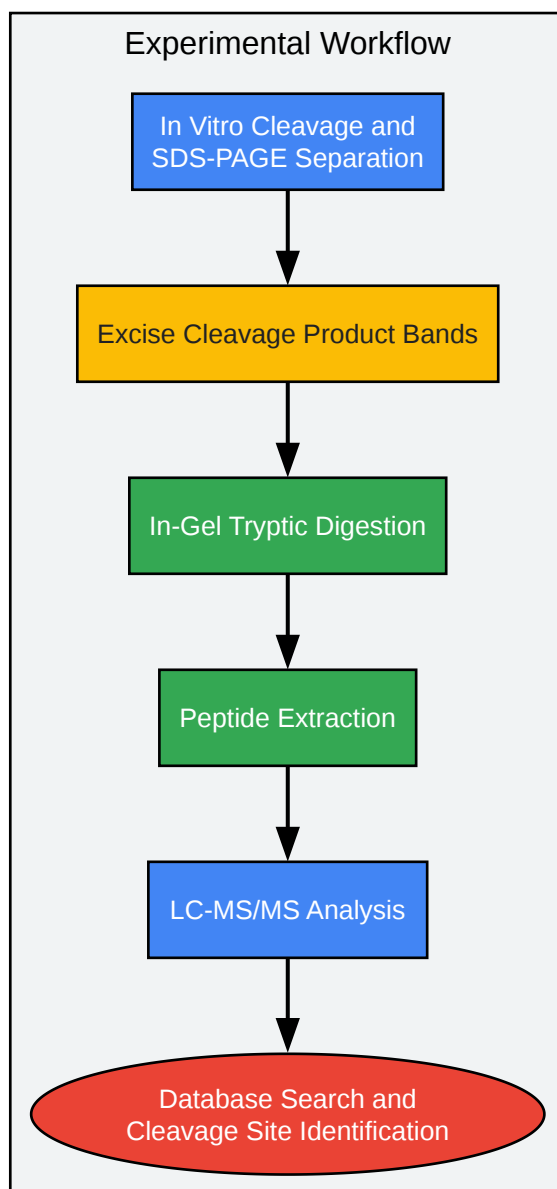 Experimental Workflow
In Vitro Cleavage and
SDS-PAGE Separation
Excise Cleavage Product Bands
In-Gel Tryptic Digestion
Peptide Extraction
LC-MS/MS Analysis
Database Search and
Cleavage Site Identification